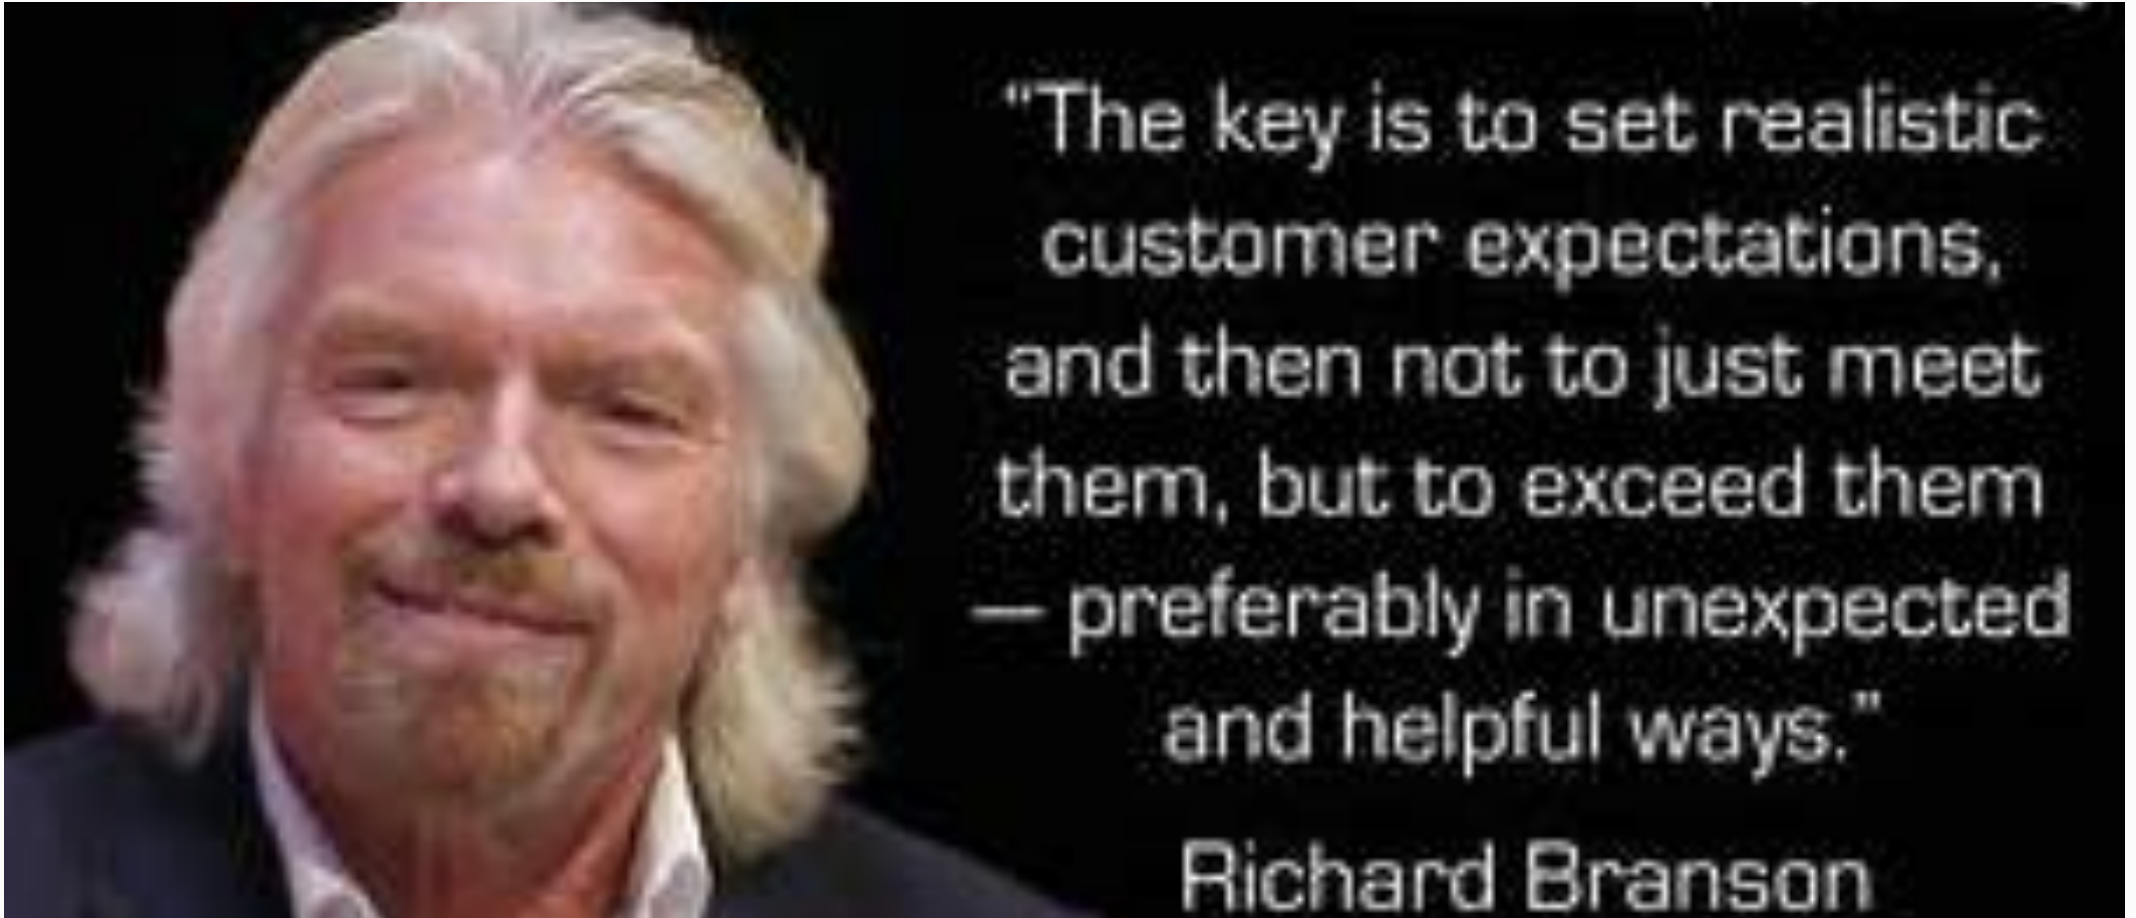 “The key is to set realistic
customer expectations,
and then not to just meet
them, but to exceed them
— preferably in unexpected
and helpful ways.”
Richard Branson